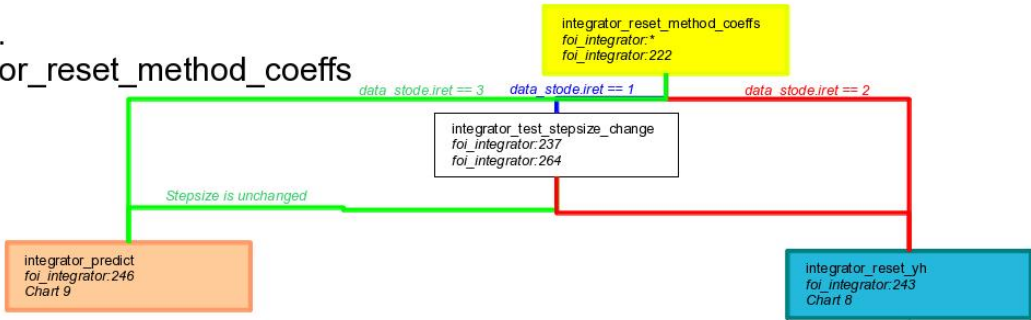 integrator_reset_method_coeffs
foi_integrator:*
foi_integrator:222
.
or_reset_method_coeffs
data_stode.iret == 3
data_stode.iret == 1
data_stode.iret == 2
integrator_test_stepsize_change
foi_integrator:237
foi_integrator:264
Stepsize is unchanged
integrator_predict
foi_integrator:246
Chart 9
integrator_reset_yh
foi_integrator:243
Chart 8